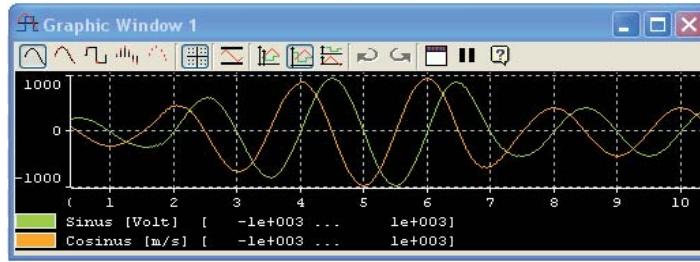 Graphic Window 1
1000
0
-1000
1 2 3 4 5 6 7 8 9 10
Sinus [Volt] [ -1e+003 ... 1e+003]
Cosinus [m/s] [ -1e+003 ... 1e+003]